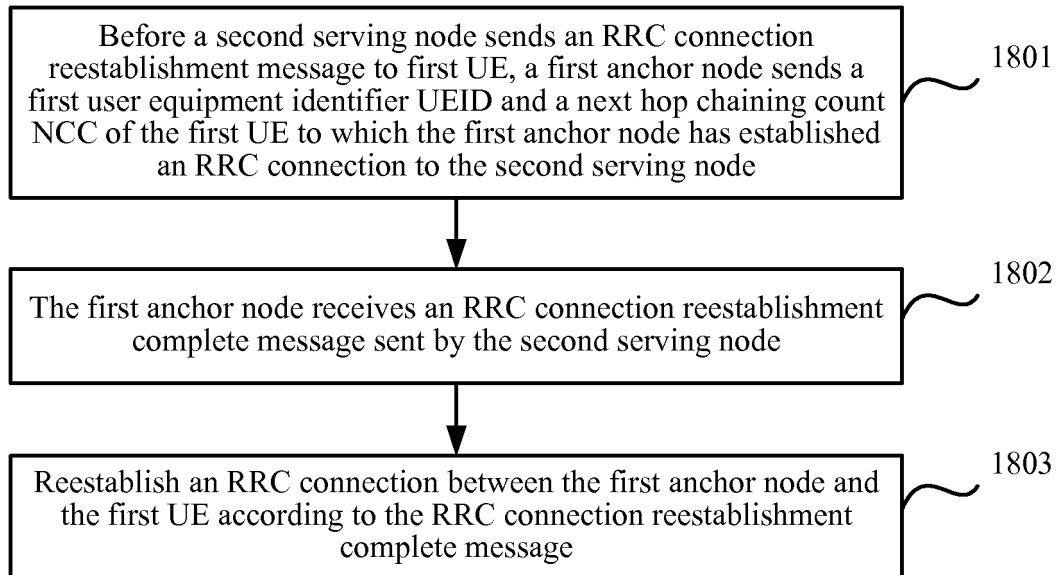 Before a second serving node sends an RRC connection
reestablishment message to first UE, a first anchor node sends a
first user equipment identifier UEID and a next hop chaining count
NCC of the first UE to which the first anchor node has established
an RRC connection to the second serving node
1801
The first anchor node receives an RRC connection reestablishment
complete message sent by the second serving node
1802
Reestablish an RRC connection between the first anchor node and
the first UE according to the RRC connection reestablishment
complete message
1803